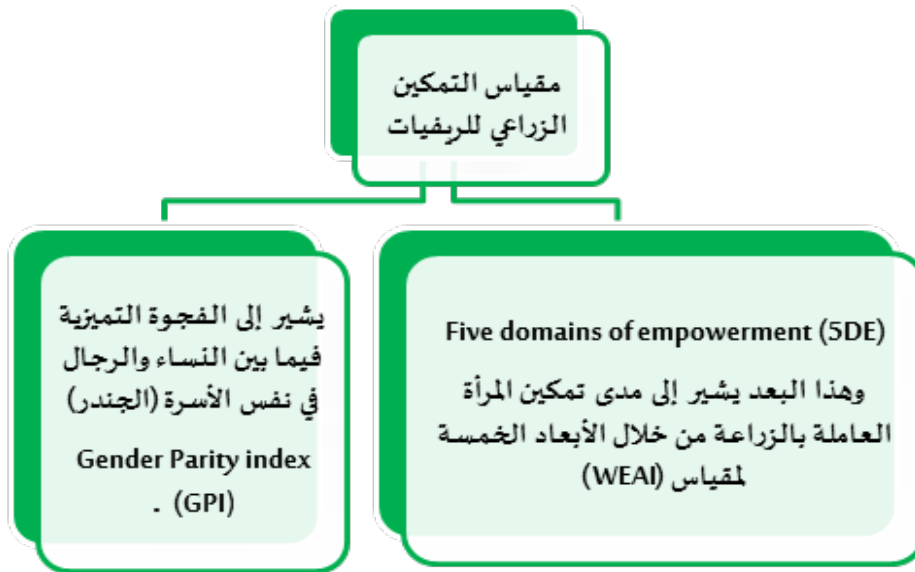 مقياس التمكين
الزراعي للريفيات
Five domains of empowerment (5DE)
وهذا البعد يشير إلى مدى تمكين المرأة
العاملة بالزراعة من خلال الأبعاد الخمسة
لمقياس (WEAI)
يشير إلى الفجوة التميزية
فيما بين النساء والرجال
في نفس الأسرة (الجندر)
Gender Parity index
(GPI) .